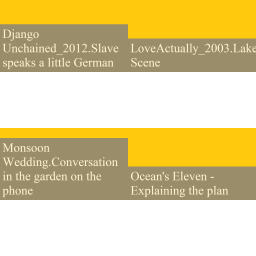 Django
Unchained_2012.Slave
speaks a little German
LoveActually_2003.Lake
Scene
Monsoon
Wedding.Conversation
in the garden on the
phone
Ocean's Eleven -
Explaining the plan